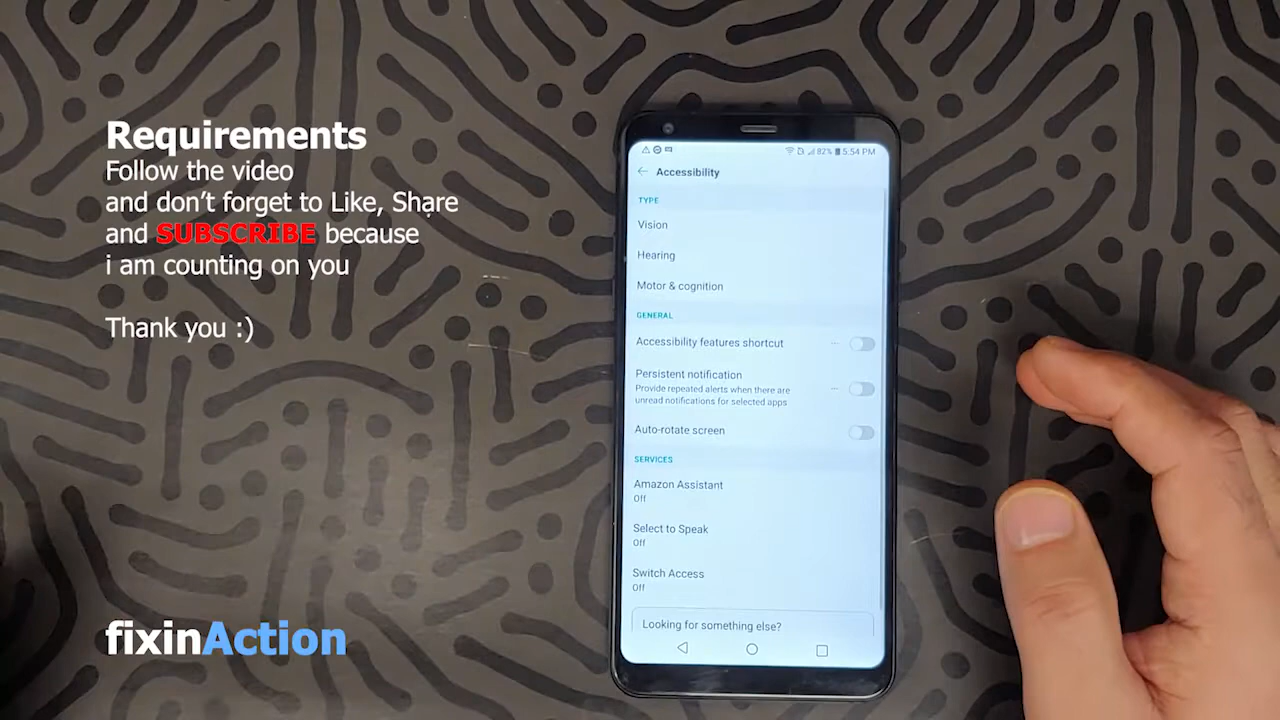 Requirements
Follow the video
and don't forget to Like, Share
and SUBSCRIBE because
i am counting on you
Thank you :)
fixinAction
82% 5:54 PM
Accessibility
TYPE
Vision
Hearing
Motor & cognition
GENERAL
Accessibility features shortcut
Persistent notification
Provide repeated alerts when there are
unread notifications for selected apps
Auto-rotate screen
SERVICES
Amazon Assistant
Off
Select to Speak
Off
Switch Access
Off
Looking for something else?